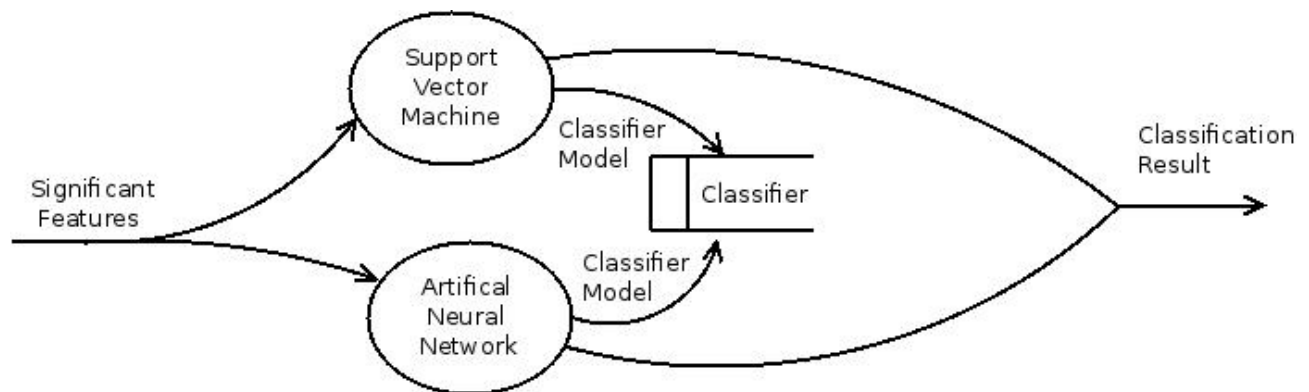 Support
Vector
Machine
Classifier
Model
Classification
Result
Significant
Features
Classifier
Classifier
Model
Artifical
Neural
Network